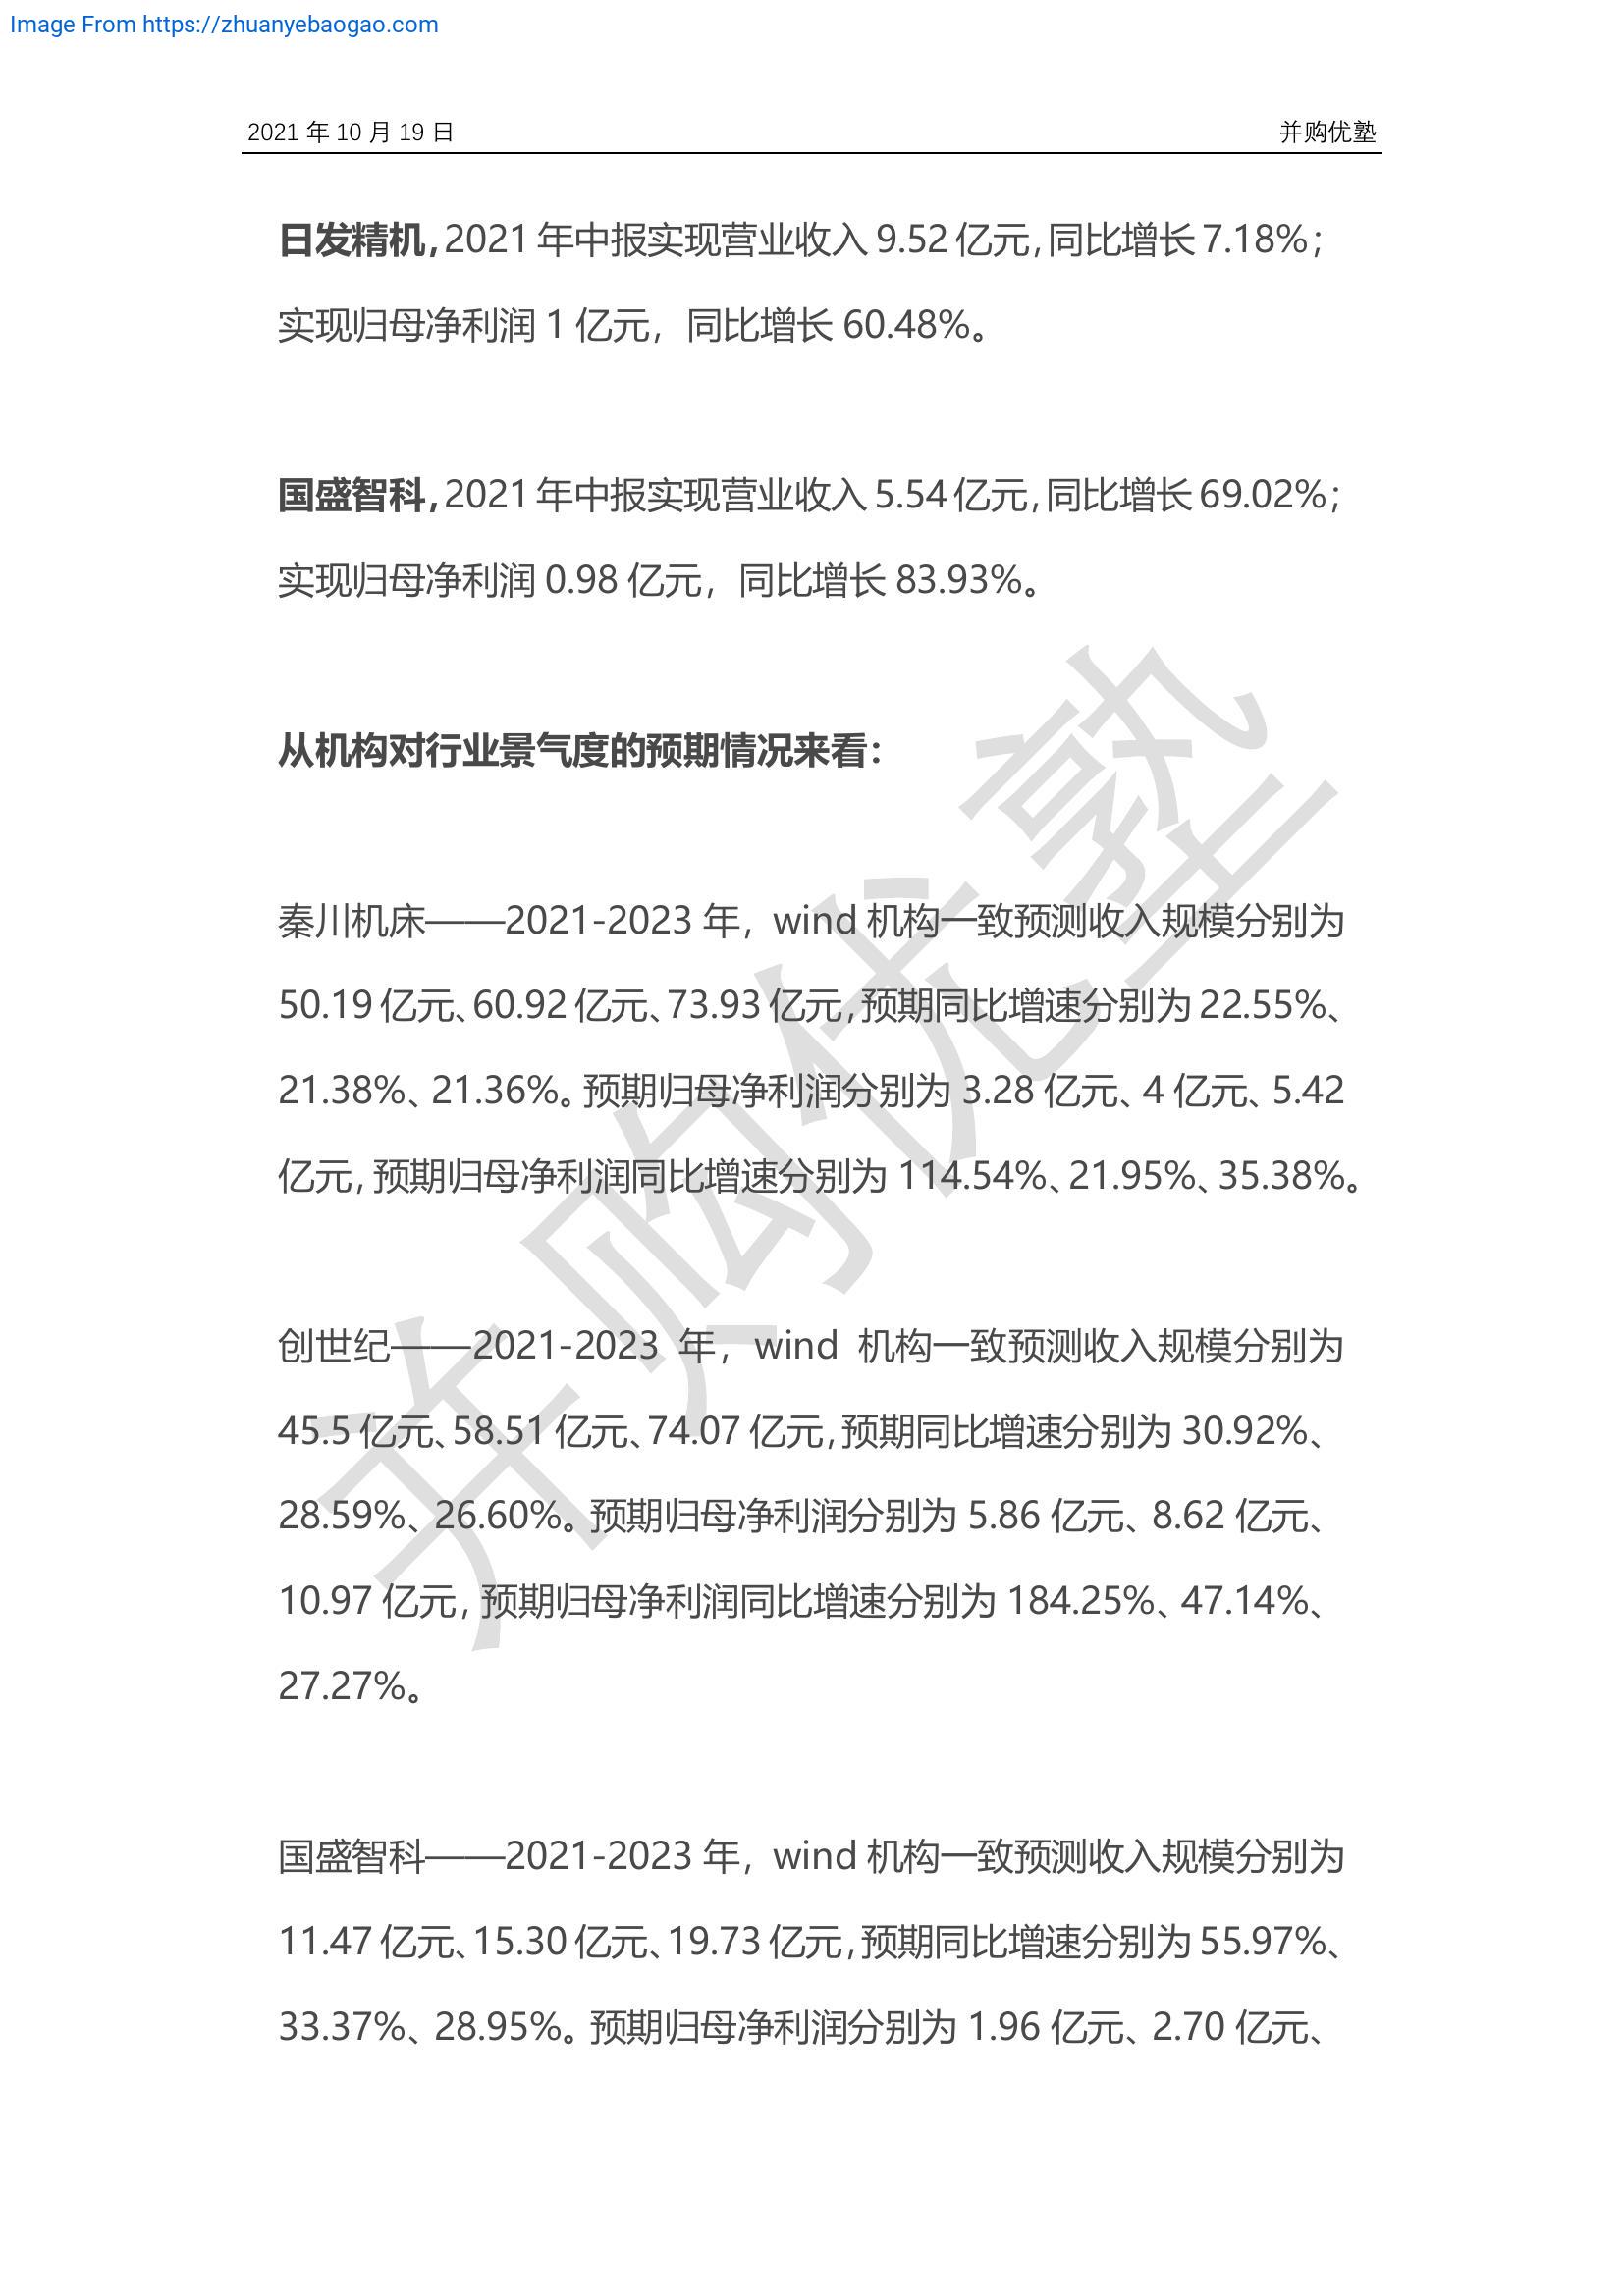 Image From https://zhuanyebaogao.com
2021 年 10 月 19 日 并购优塾
日发精机，2021 年中报实现营业收入 9.52 亿元，同比增长 7.18%；
实现归母净利润 1 亿元，同比增长 60.48%。
国盛智科，2021 年中报实现营业收入 5.54 亿元，同比增长 69.02%；
实现归母净利润 0.98 亿元，同比增长 83.93%。
从机构对行业景气度的预期情况来看：
秦川机床——2021-2023 年，wind 机构一致预测收入规模分别为
50.19 亿元、60.92 亿元、73.93 亿元，预期同比增速分别为 22.55%、
21.38%、21.36%。预期归母净利润分别为 3.28 亿元、4 亿元、5.42
亿元，预期归母净利润同比增速分别为 114.54%、21.95%、35.38%。
创世纪——2021-2023 年，wind 机构一致预测收入规模分别为
45.5 亿元、58.51 亿元、74.07 亿元，预期同比增速分别为 30.92%、
28.59%、26.60%。预期归母净利润分别为 5.86 亿元、8.62 亿元、
10.97 亿元，预期归母净利润同比增速分别为 184.25%、47.14%、
27.27%。
国盛智科——2021-2023 年，wind 机构一致预测收入规模分别为
11.47 亿元、15.30 亿元、19.73 亿元，预期同比增速分别为 55.97%、
33.37%、28.95%。预期归母净利润分别为 1.96 亿元、2.70 亿元、
并购优塾